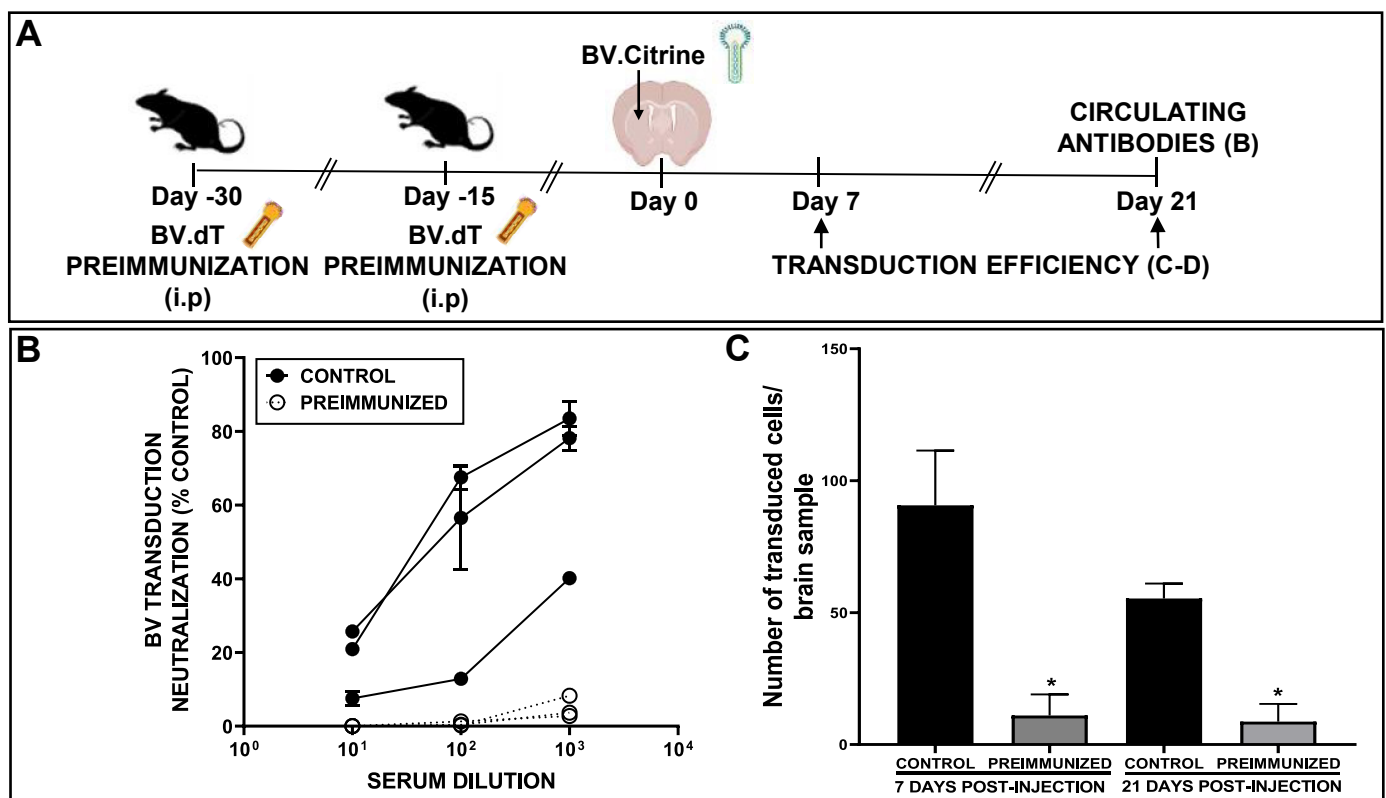 A
BV.Citrine
CIRCULATING
ANTIBODIES (B)
Day -30
Day -15
Day 0
Day 7
Day 21
BV.dT
BV.dT
PREIMMUNIZATION
PREIMMUNIZATION
TRANSDUCTION EFFICIENCY (C-D)
(i.p)
(i.p)
B
BV TRANSDUCTION
NEUTRALIZATION (% CONTROL)
100
80
60
40
20
0
CONTROL
PREIMMUNIZED
10⁰
10¹
10²
10³
10⁴
SERUM DILUTION
C
Number of transduced cells/
brain sample
150
100
50
0
*
*
CONTROL
PREIMMUNIZED
CONTROL
PREIMMUNIZED
7 DAYS POST-INJECTION
21 DAYS POST-INJECTION